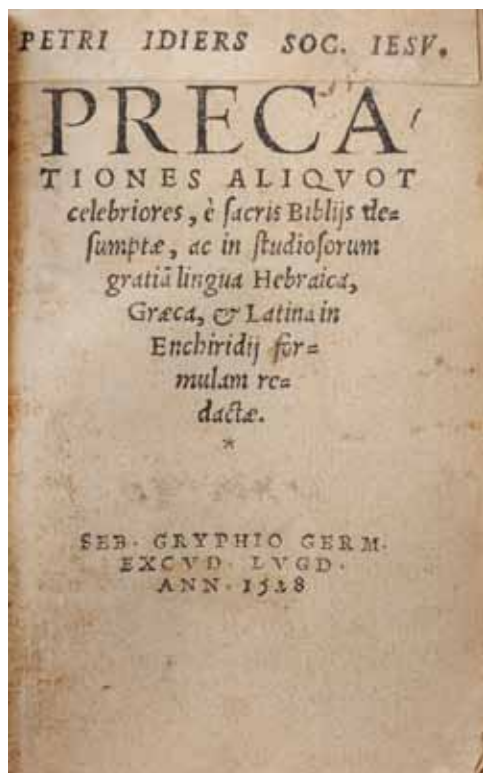 PETRI IDIERS SOC. IESV.
PRECA
TIONES ALIQVOT
celebriores, è ſacris Biblijs de=
ſumptæ, ac in ſtudioſorum
gratiã lingua Hebraica,
Græca, & Latina in
Enchiridij for=
mulam re=
dactæ.
*
SEB. GRYPHIO GERM.
EXCVD. LVGD.
ANN. 1528